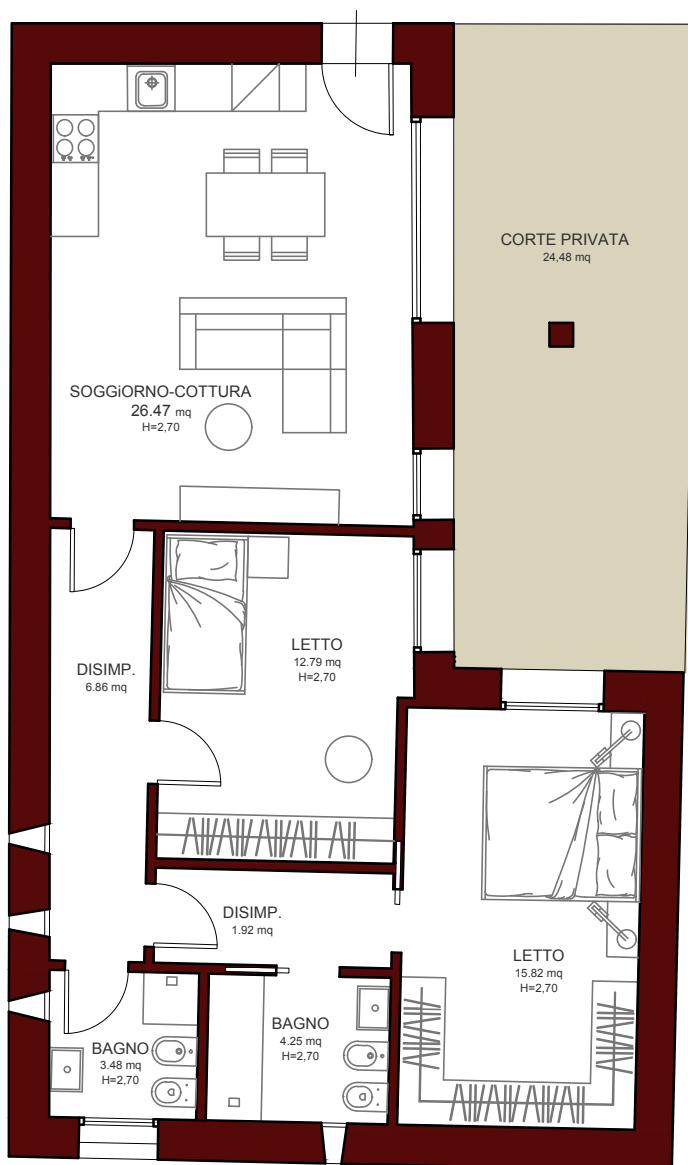 CORTE PRIVATA
24,48 mq
SOGGiORNO-COTTURA
26.47 mq
H=2,70
LETTO
12.79 mq
H=2,70
DISIMP.
6.86 mq
DISIMP.
1.92 mq
LETTO
15.82 mq
H=2,70
BAGNO
4.25 mq
H=2,70
BAGNO
3.48 mq
H=2,70